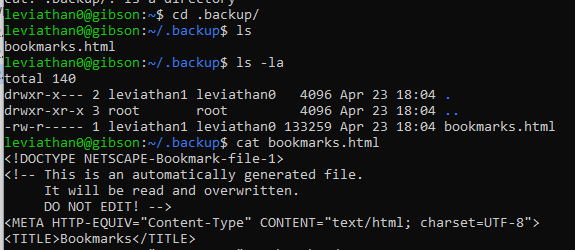 cat: .backup/: Is a directory
leviathan0@gibson:~$ cd .backup/
leviathan0@gibson:~/.backup$ ls
bookmarks.html
leviathan0@gibson:~/.backup$ ls -la
total 140
drwxr-x--- 2 leviathan1 leviathan0   4096 Apr 23 18:04 .
drwxr-xr-x 3 root       root         4096 Apr 23 18:04 ..
-rw-r----- 1 leviathan1 leviathan0 133259 Apr 23 18:04 bookmarks.html
leviathan0@gibson:~/.backup$ cat bookmarks.html
<!DOCTYPE NETSCAPE-Bookmark-file-1>
<!-- This is an automatically generated file.
     It will be read and overwritten.
     DO NOT EDIT! -->
<META HTTP-EQUIV="Content-Type" CONTENT="text/html; charset=UTF-8">
<TITLE>Bookmarks</TITLE>